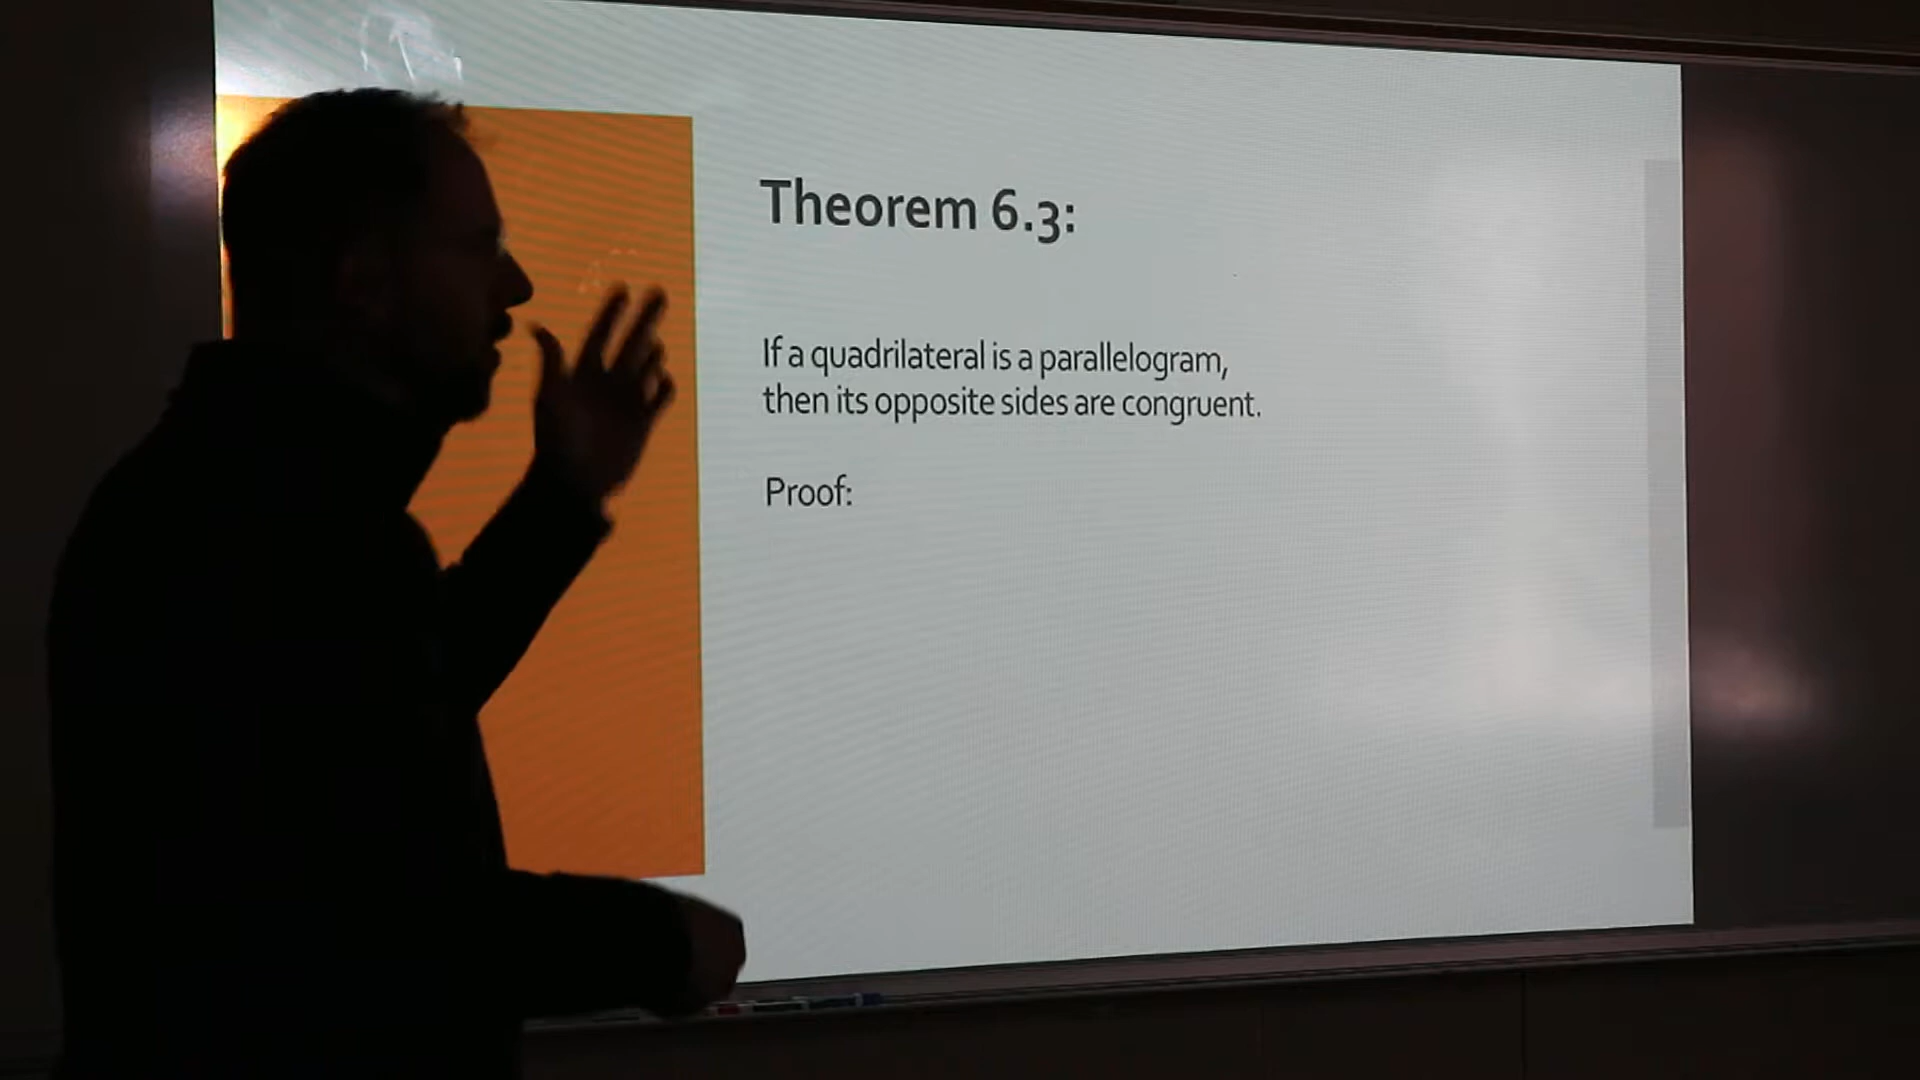 Theorem 6.3:
If a quadrilateral is a parallelogram,
then its opposite sides are congruent.
Proof: